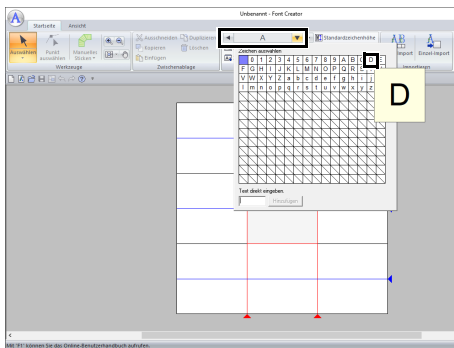 Unbenannt - Font Creator
A
Startseite Ansicht
Auswählen
Punkt auswählen
Manuelles Sticken
Werkzeuge
Ausschneiden Duplizieren
Kopieren Löschen
Einfügen
Zwischenablage
A
Standardzeichenhöhe
Import Einzel-Import
Zeichen auswählen
0 1 2 3 4 5 6 7 8 9 A B C D E
F G H I J K L M N O P Q R
V W X Y Z a b c d e f g h i j
l m n o p q r s t u v w x y z
D
Text direkt eingeben.
Hinzufügen
Mit "F1" können Sie das Online-Benutzerhandbuch aufrufen.